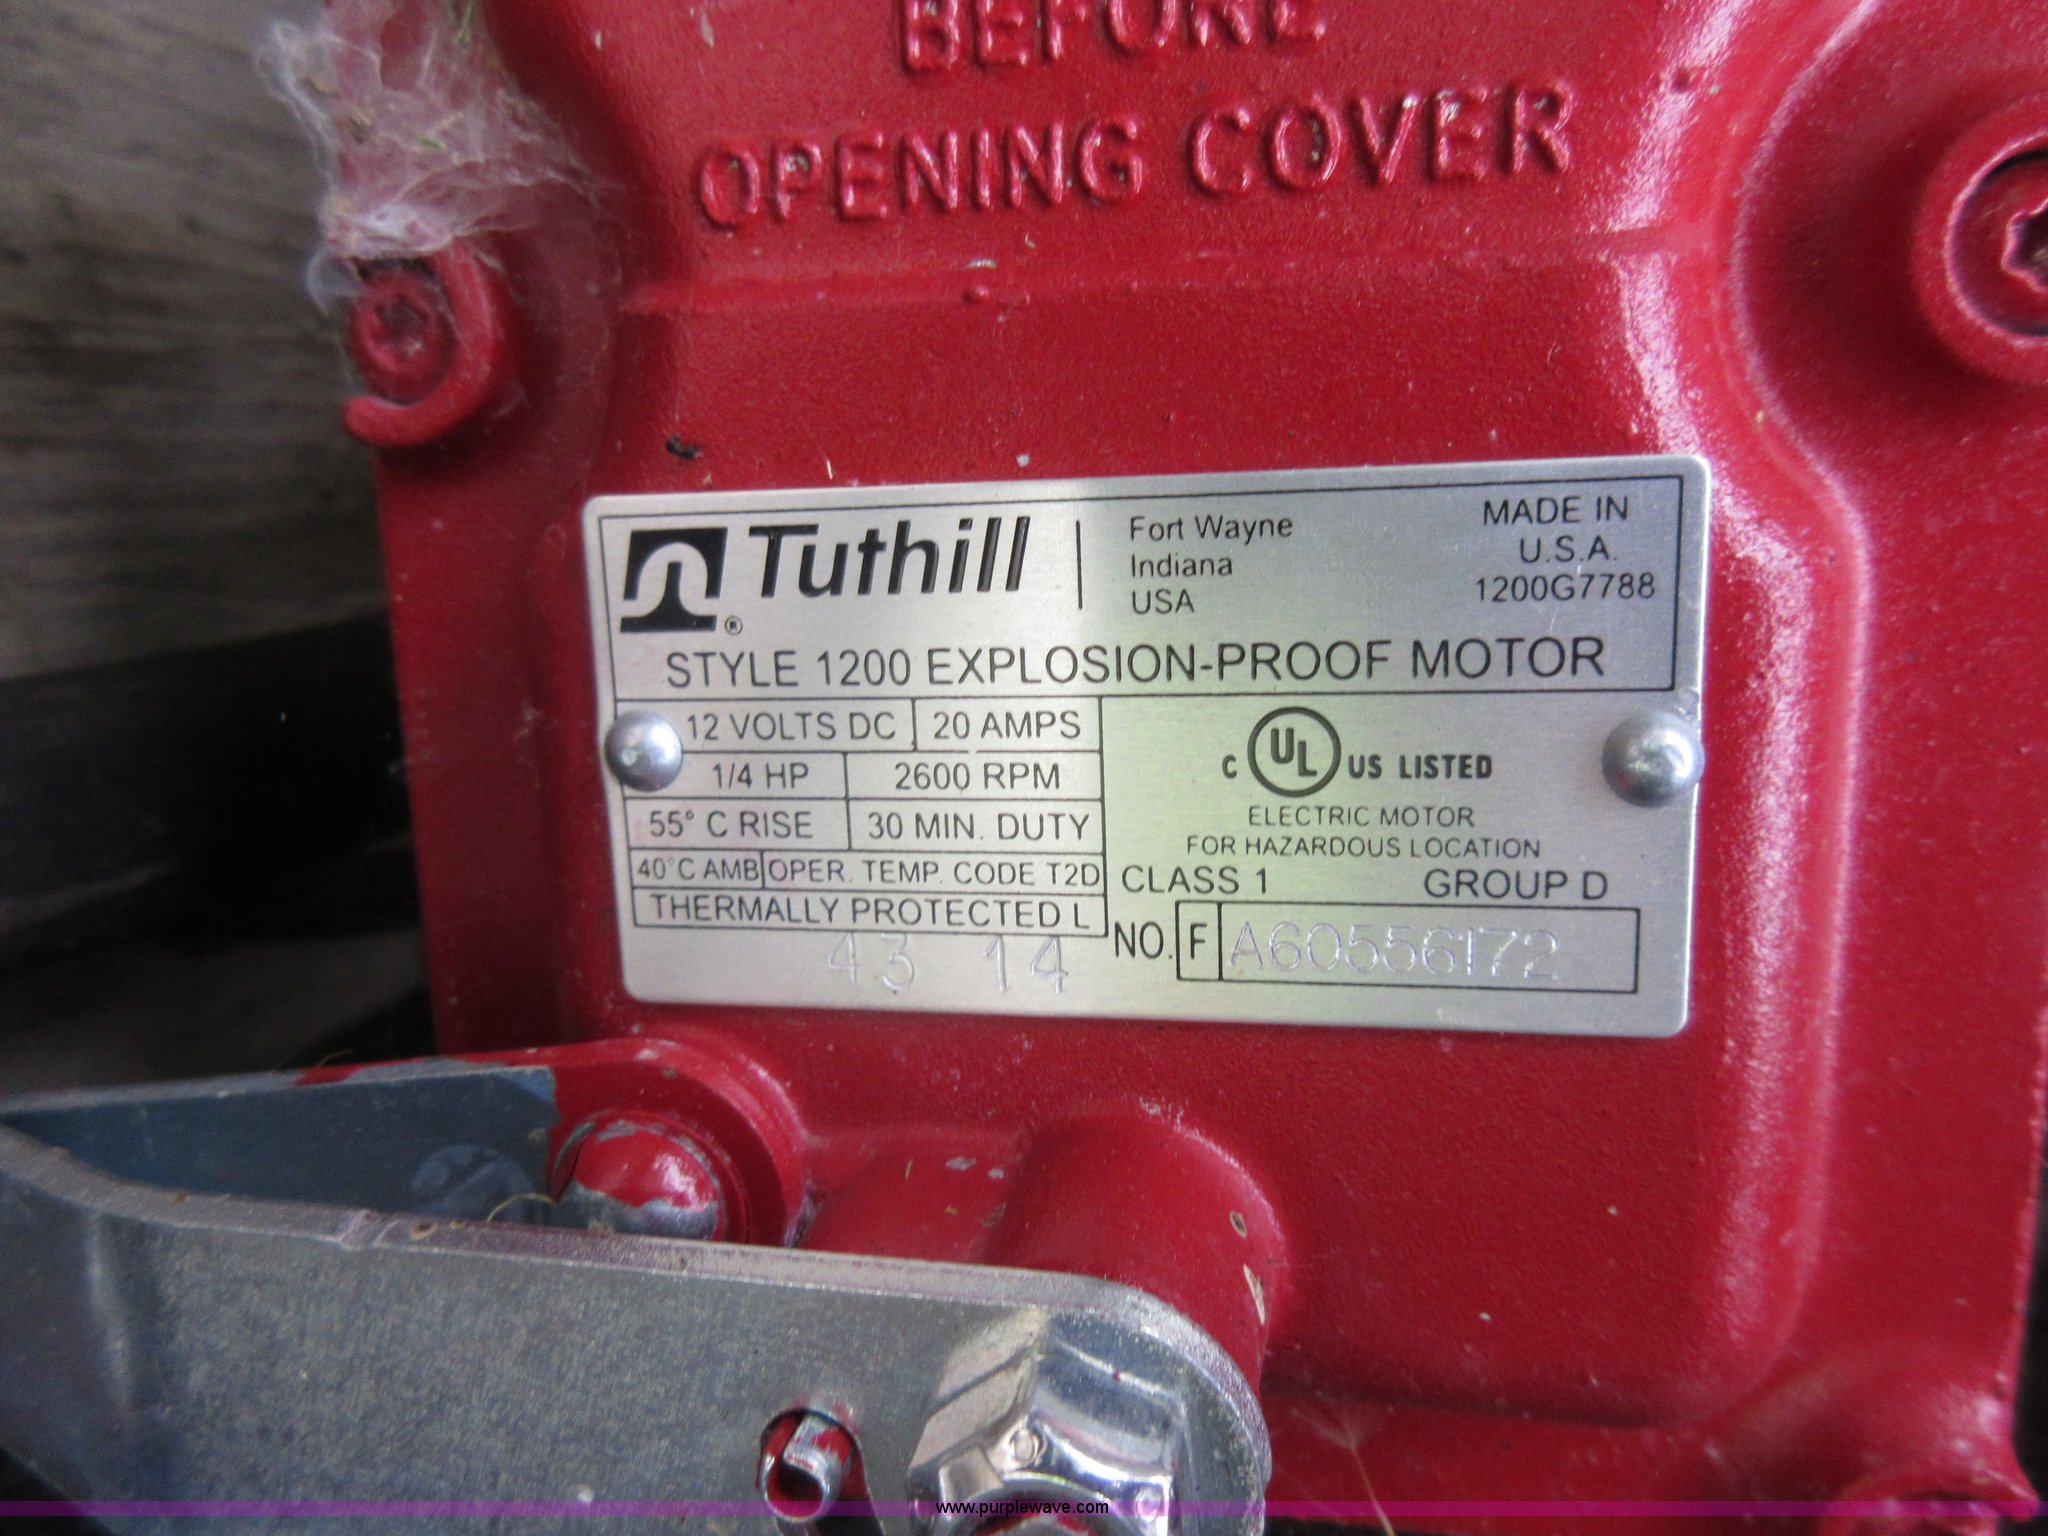 BEFORE
OPENING COVER
Tuthill
®
Fort Wayne
Indiana
USA
MADE IN
U.S.A.
1200G7788
STYLE 1200 EXPLOSION-PROOF MOTOR
12 VOLTS DC 20 AMPS
1/4 HP 2600 RPM
55° C RISE 30 MIN. DUTY
40°C AMB OPER. TEMP. CODE T2D
THERMALLY PROTECTED L
43 14
C UL US LISTED
ELECTRIC MOTOR
FOR HAZARDOUS LOCATION
CLASS 1 GROUP D
NO. F A60556172
www.purplewave.com